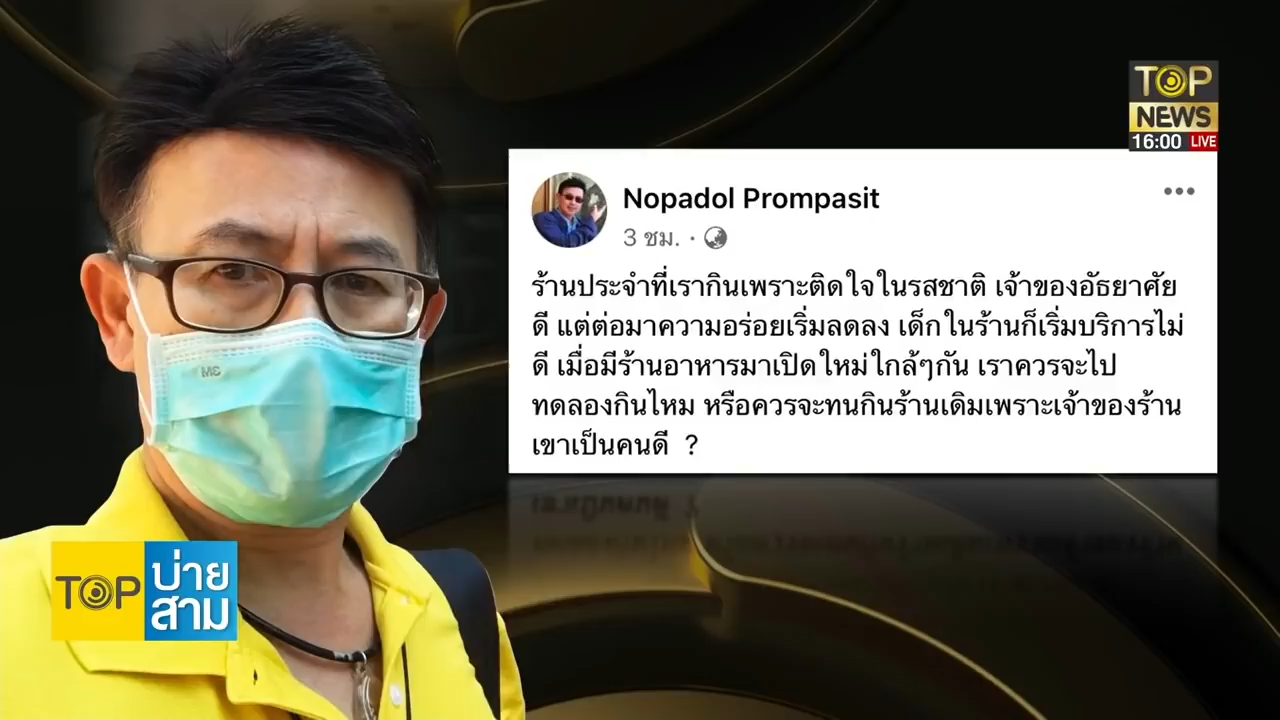 TOP
NEWS
16:00 LIVE
Nopadol Prompasit
3 ชม. ·
ร้านประจำที่เรากินเพราะติดใจในรสชาติ เจ้าของอัธยาศัย
ดี แต่ต่อมาความอร่อยเริ่มลดลง เด็กในร้านก็เริ่มบริการไม่
ดี เมื่อมีร้านอาหารมาเปิดใหม่ใกล้ๆกัน เราควรจะไป
ทดลองกินไหม หรือควรจะทนกินร้านเดิมเพราะเจ้าของร้าน
เขาเป็นคนดี ?
TOP บ่าย
สาม